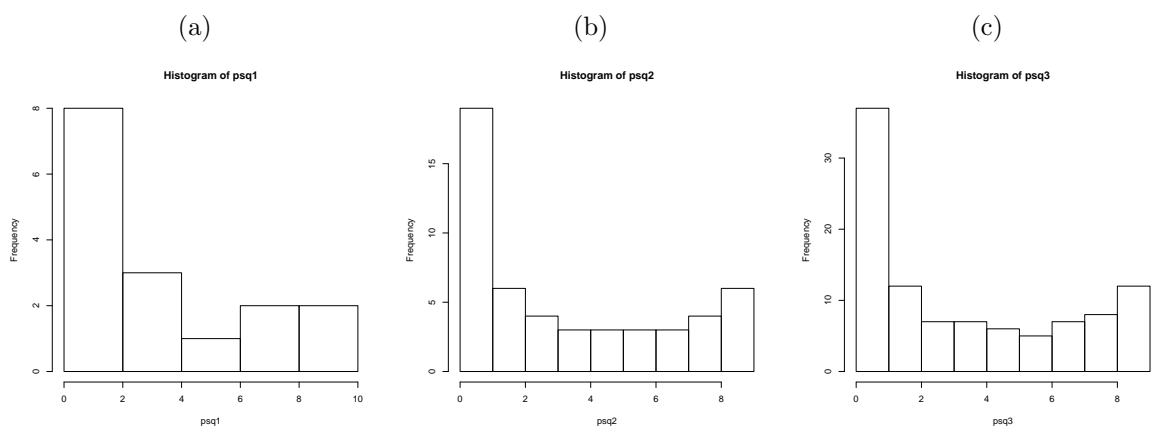 (a)
Histogram of psq1
Frequency
8
6
4
2
0
0 2 4 6 8 10
psq1
(b)
Histogram of psq2
Frequency
15
10
5
0
0 2 4 6 8
psq2
(c)
Histogram of psq3
Frequency
30
20
10
0
0 2 4 6 8
psq3